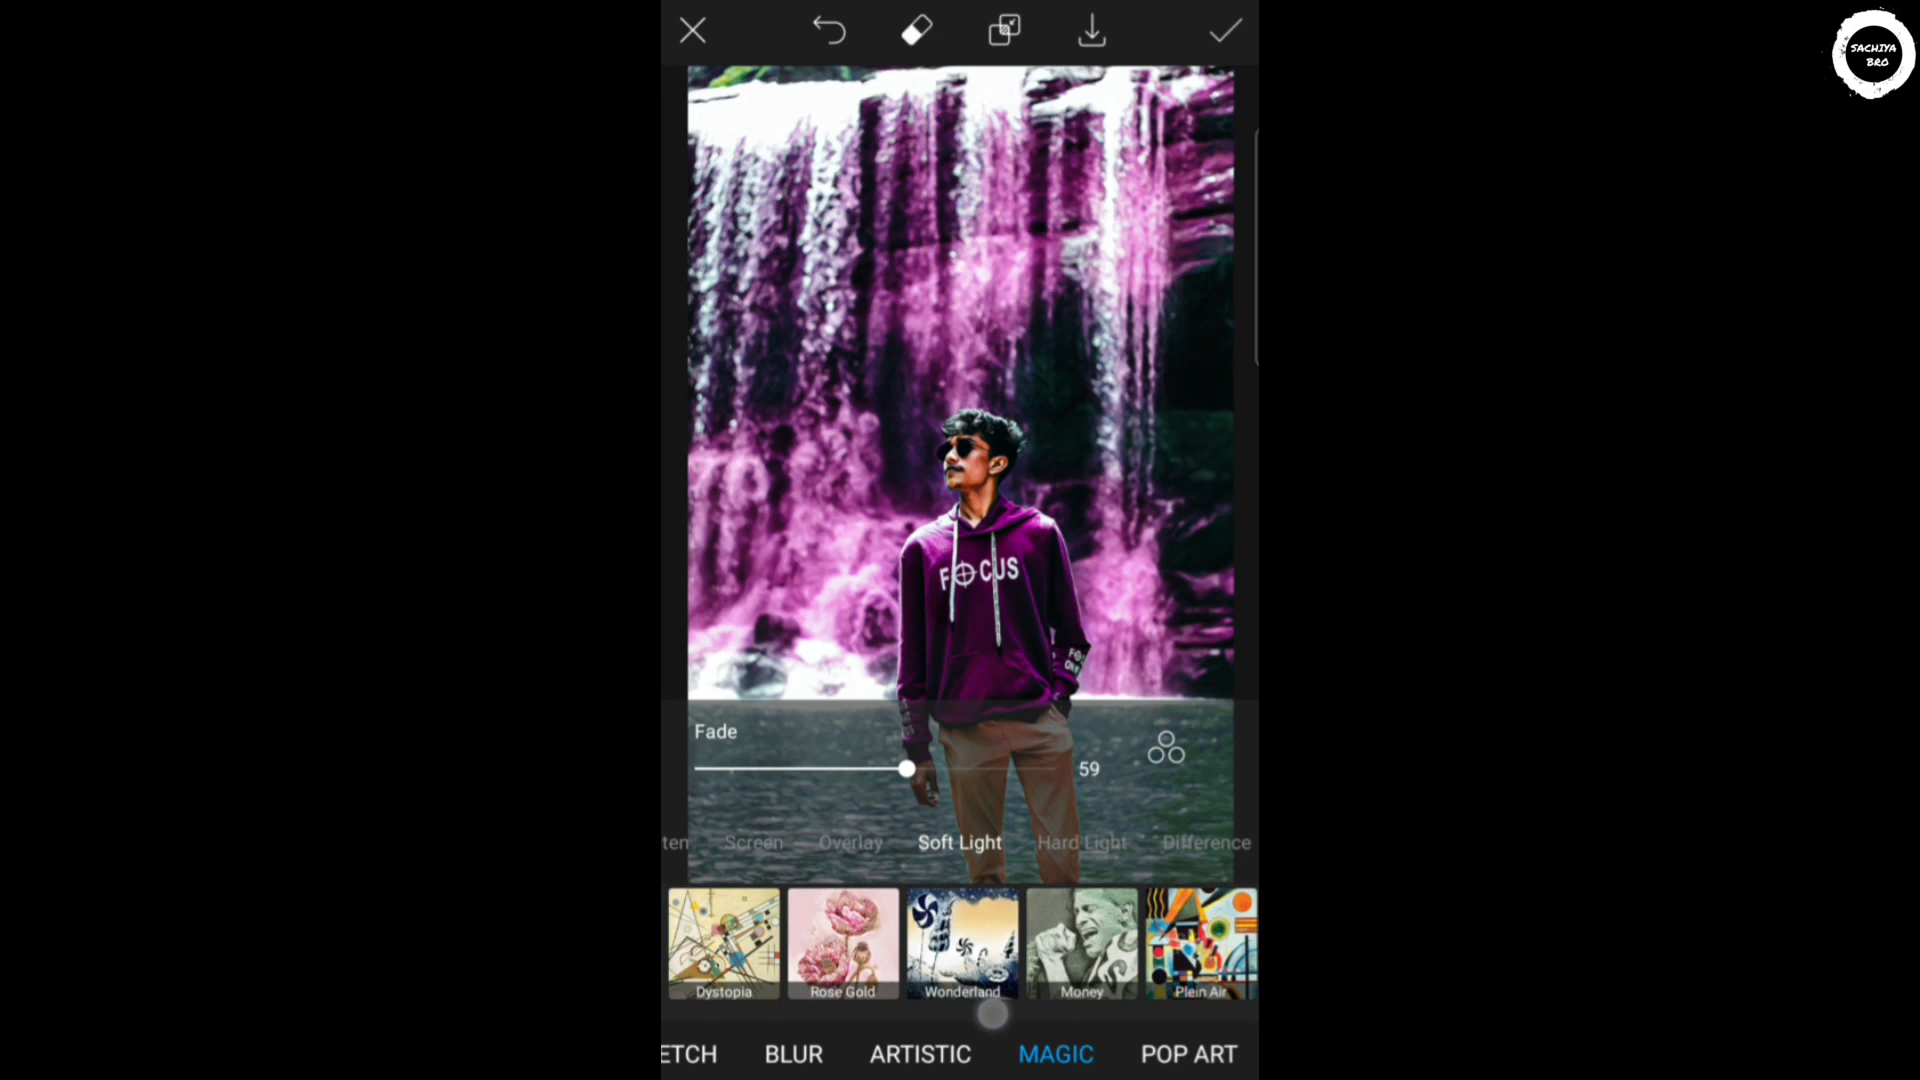 SACHIYA
BRO
FOCUS
Fade
59
ten Screen Overlay Soft Light Hard Light Difference
Dystopia Rose Gold Wonderland Money Plein Air
ETCH BLUR ARTISTIC MAGIC POP ART